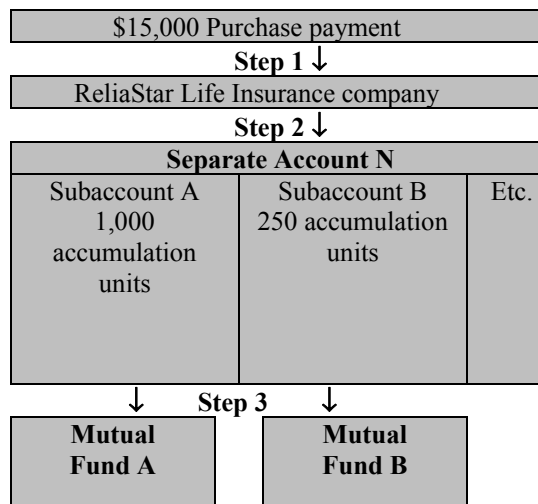 $15,000 Purchase payment
Step 1 ↓
ReliaStar Life Insurance company
Step 2 ↓
Separate Account N
Subaccount A
1,000
accumulation
units
Subaccount B
250 accumulation
units
Etc.
↓ Step 3 ↓
Mutual
Fund A
Mutual
Fund B